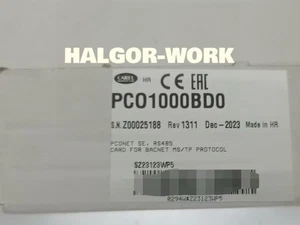 HALGOR-WORK
CAREL HR CE EAC
PCO1000BD0
S.N. Z00025188 Rev 1311 Dec-2023 Made in HR
PCONET SE, RS485
CARD FOR BACNET MS/TP PROTOCOL
SZ23123WP5